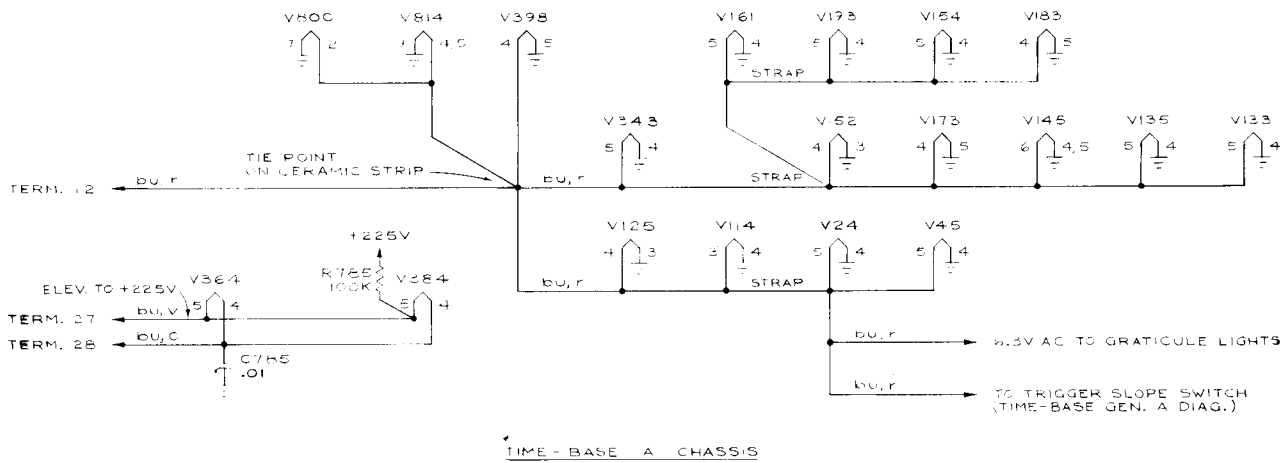 V800 V814 V398 V161 V193 V154 V183
7 2 7 4,5 4 5 5 4 5 4 5 4 4 5
STRAP
V343 V152 V173 V145 V135 V133
5 4 4 3 4 5 6 4,5 5 4 5 4
TIE POINT
ON CERAMIC STRIP
TERM. 12 bu,r bu,r STRAP
V125 V114 V24 V45
4 3 3 4 5 4 5 4
+225V
R785
100K
V364 V384
ELEV. TO +225V
5 4 5 4
bu,r STRAP
TERM. 27 bu,v
TERM. 28 bu,o
C785
.01
bu,r 6.3V AC TO GRATICULE LIGHTS
bu,r TO TRIGGER SLOPE SWITCH
(TIME-BASE GEN. A DIAG.)
TIME-BASE A CHASSIS